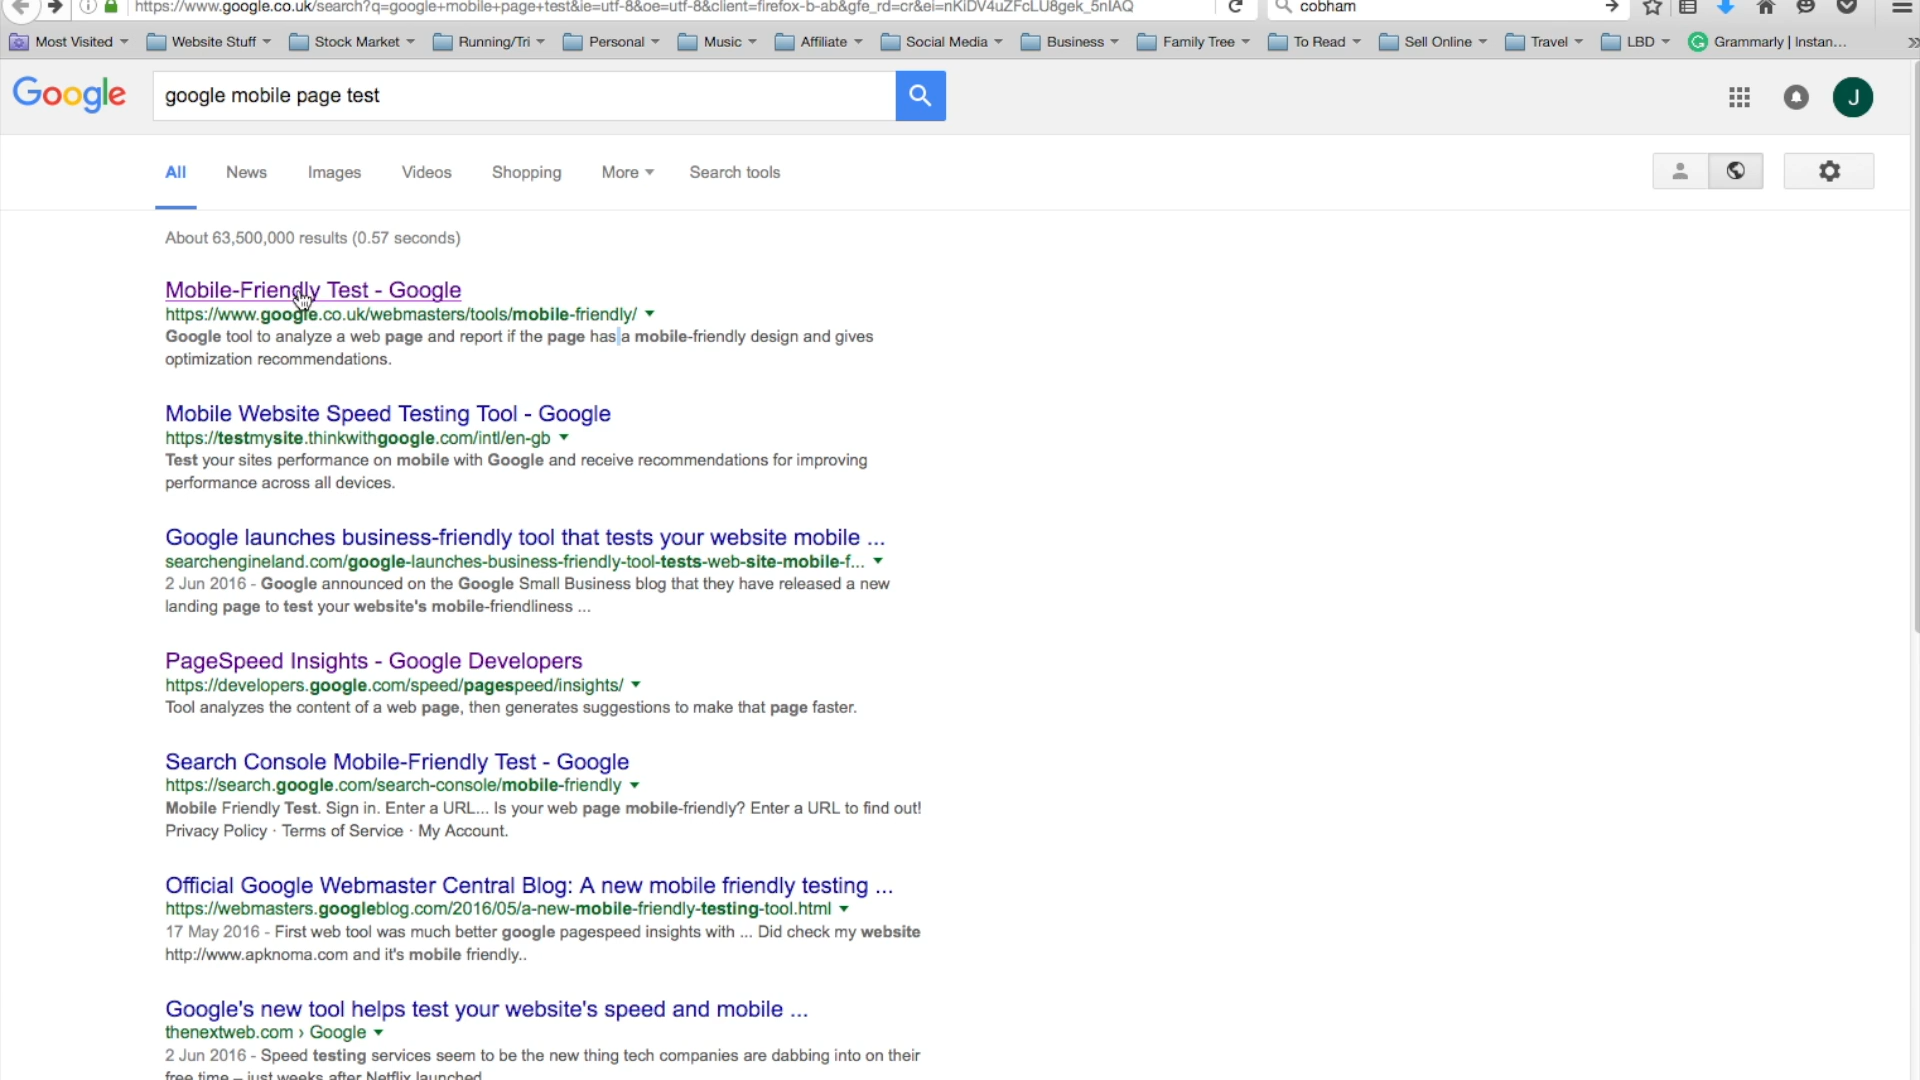 https://www.google.co.uk/search?q=google+mobile+page+test&ie=utf-8&oe=utf-8&client=firefox-b-ab&gfe_rd=cr&ei=nKiDV4uZFcLU8gek_5nIAQ
cobham
Most Visited Website Stuff Stock Market Running/Tri Personal Music Affiliate Social Media Business Family Tree To Read Sell Online Travel LBD Grammarly | Instan...
Google google mobile page test J
All News Images Videos Shopping More Search tools
About 63,500,000 results (0.57 seconds)
Mobile-Friendly Test - Google
https://www.google.co.uk/webmasters/tools/mobile-friendly/
Google tool to analyze a web page and report if the page has a mobile-friendly design and gives
optimization recommendations.
Mobile Website Speed Testing Tool - Google
https://testmysite.thinkwithgoogle.com/intl/en-gb
Test your sites performance on mobile with Google and receive recommendations for improving
performance across all devices.
Google launches business-friendly tool that tests your website mobile ...
searchengineland.com/google-launches-business-friendly-tool-tests-web-site-mobile-f...
2 Jun 2016 - Google announced on the Google Small Business blog that they have released a new
landing page to test your website's mobile-friendliness ...
PageSpeed Insights - Google Developers
https://developers.google.com/speed/pagespeed/insights/
Tool analyzes the content of a web page, then generates suggestions to make that page faster.
Search Console Mobile-Friendly Test - Google
https://search.google.com/search-console/mobile-friendly
Mobile Friendly Test. Sign in. Enter a URL... Is your web page mobile-friendly? Enter a URL to find out!
Privacy Policy · Terms of Service · My Account.
Official Google Webmaster Central Blog: A new mobile friendly testing ...
https://webmasters.googleblog.com/2016/05/a-new-mobile-friendly-testing-tool.html
17 May 2016 - First web tool was much better google pagespeed insights with ... Did check my website
http://www.apknoma.com and it's mobile friendly..
Google's new tool helps test your website's speed and mobile ...
thenextweb.com › Google
2 Jun 2016 - Speed testing services seem to be the new thing tech companies are dabbing into on their
free time – just weeks after Netflix launched